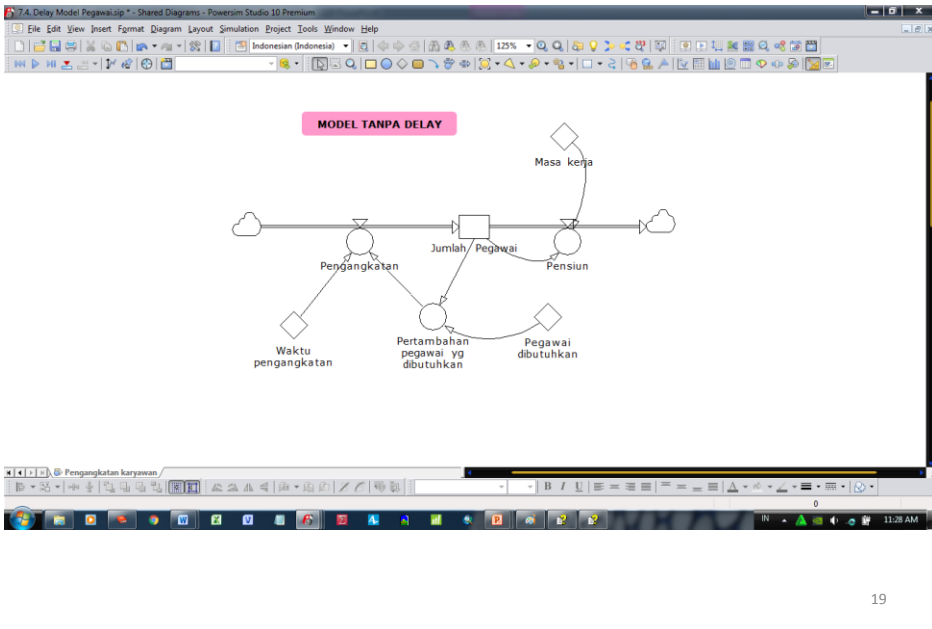 7.4. Delay Model Pegawai.sip * - Shared Diagrams - Powersim Studio 10 Premium
File Edit View Insert Format Diagram Layout Simulation Project Tools Window Help
Indonesian (Indonesia) 125%
MODEL TANPA DELAY
Masa kerja
Jumlah Pegawai
Pengangkatan
Pensiun
Waktu
pengangkatan
Pertambahan
pegawai yg
dibutuhkan
Pegawai
dibutuhkan
Pengangkatan karyawan
B I U
0
IN 11:28 AM
19